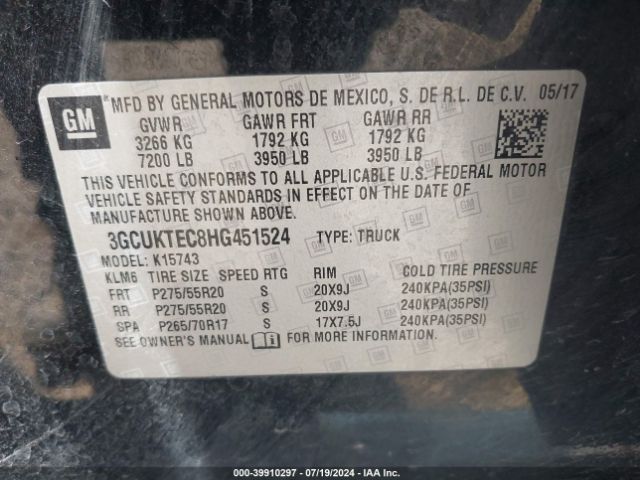 GM
*MFD BY GENERAL MOTORS DE MEXICO, S. DE R.L. DE C.V. 05/17
GVWR GAWR FRT GAWR RR
3266 KG 1792 KG 1792 KG
7200 LB 3950 LB 3950 LB
THIS VEHICLE CONFORMS TO ALL APPLICABLE U.S. FEDERAL MOTOR
VEHICLE SAFETY STANDARDS IN EFFECT ON THE DATE OF
MANUFACTURE SHOWN ABOVE.
3GCUKTEC8HG451524 TYPE: TRUCK
MODEL: K15743
KLM6 TIRE SIZE SPEED RTG RIM COLD TIRE PRESSURE
FRT P275/55R20 S 20X9J 240KPA(35PSI)
RR P275/55R20 S 20X9J 240KPA(35PSI)
SPA P265/70R17 S 17X7.5J 240KPA(35PSI)
SEE OWNER'S MANUAL FOR MORE INFORMATION.
000-39910297 - 07/19/2024 - IAA Inc.